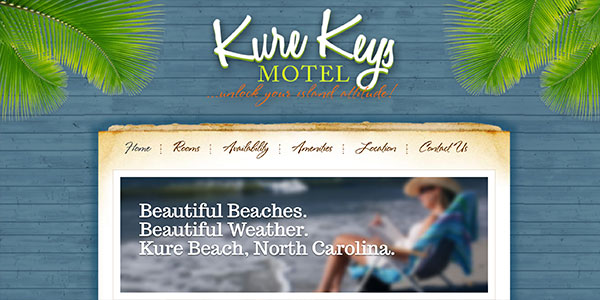 Kure Keys
MOTEL
...unlock your island attitude!
Home Rooms Availability Amenities Location Contact Us
Beautiful Beaches.
Beautiful Weather.
Kure Beach, North Carolina.